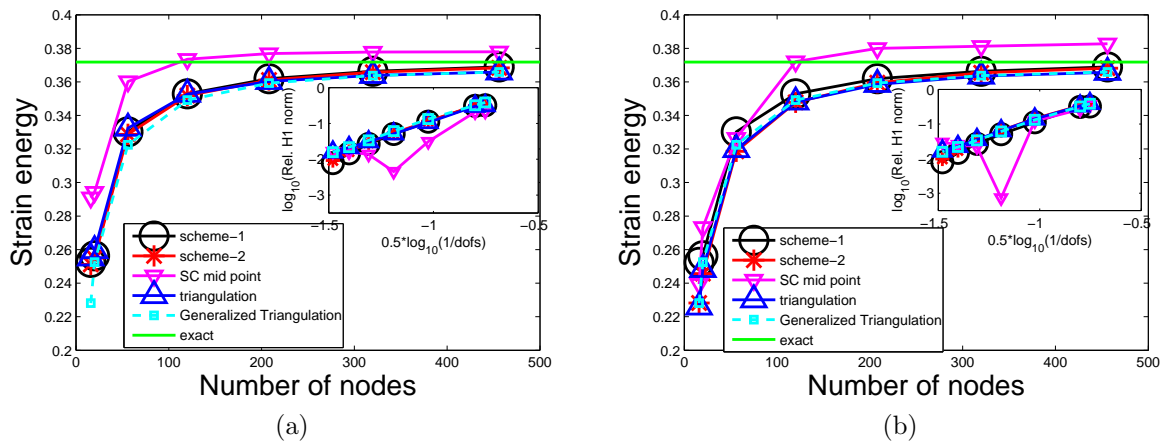 0.4
0.38
0.36
0.34
0.32
0.3
0.28
0.26
0.24
0.22
0.2
Strain energy
0 100 200 300 400 500
Number of nodes
0
−1
−2
−3
log10(Rel. H1 norm)
−1.5 −1 −0.5
0.5*log10(1/dofs)
scheme-1
scheme-2
SC mid point
triangulation
Generalized Triangulation
exact
(a)
0.4
0.38
0.36
0.34
0.32
0.3
0.28
0.26
0.24
0.22
0.2
Strain energy
0 100 200 300 400 500
Number of nodes
0
−1
−2
−3
log10(Rel. H1 norm)
−1.5 −1 −0.5
0.5*log10(1/dofs)
scheme-1
scheme-2
SC mid point
triangulation
Generalized Triangulation
exact
(b)